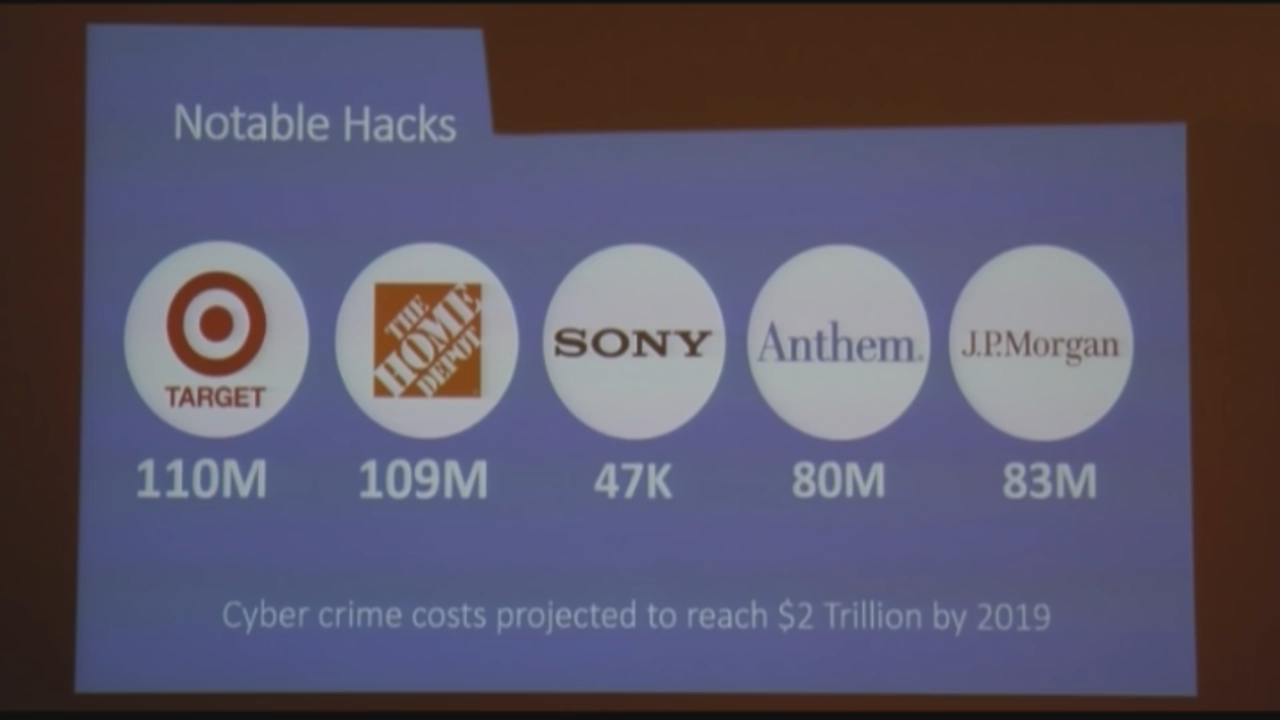 Notable Hacks
TARGET
THE
HOME
DEPOT
SONY
Anthem.
J.P.Morgan
110M
109M
47K
80M
83M
Cyber crime costs projected to reach $2 Trillion by 2019